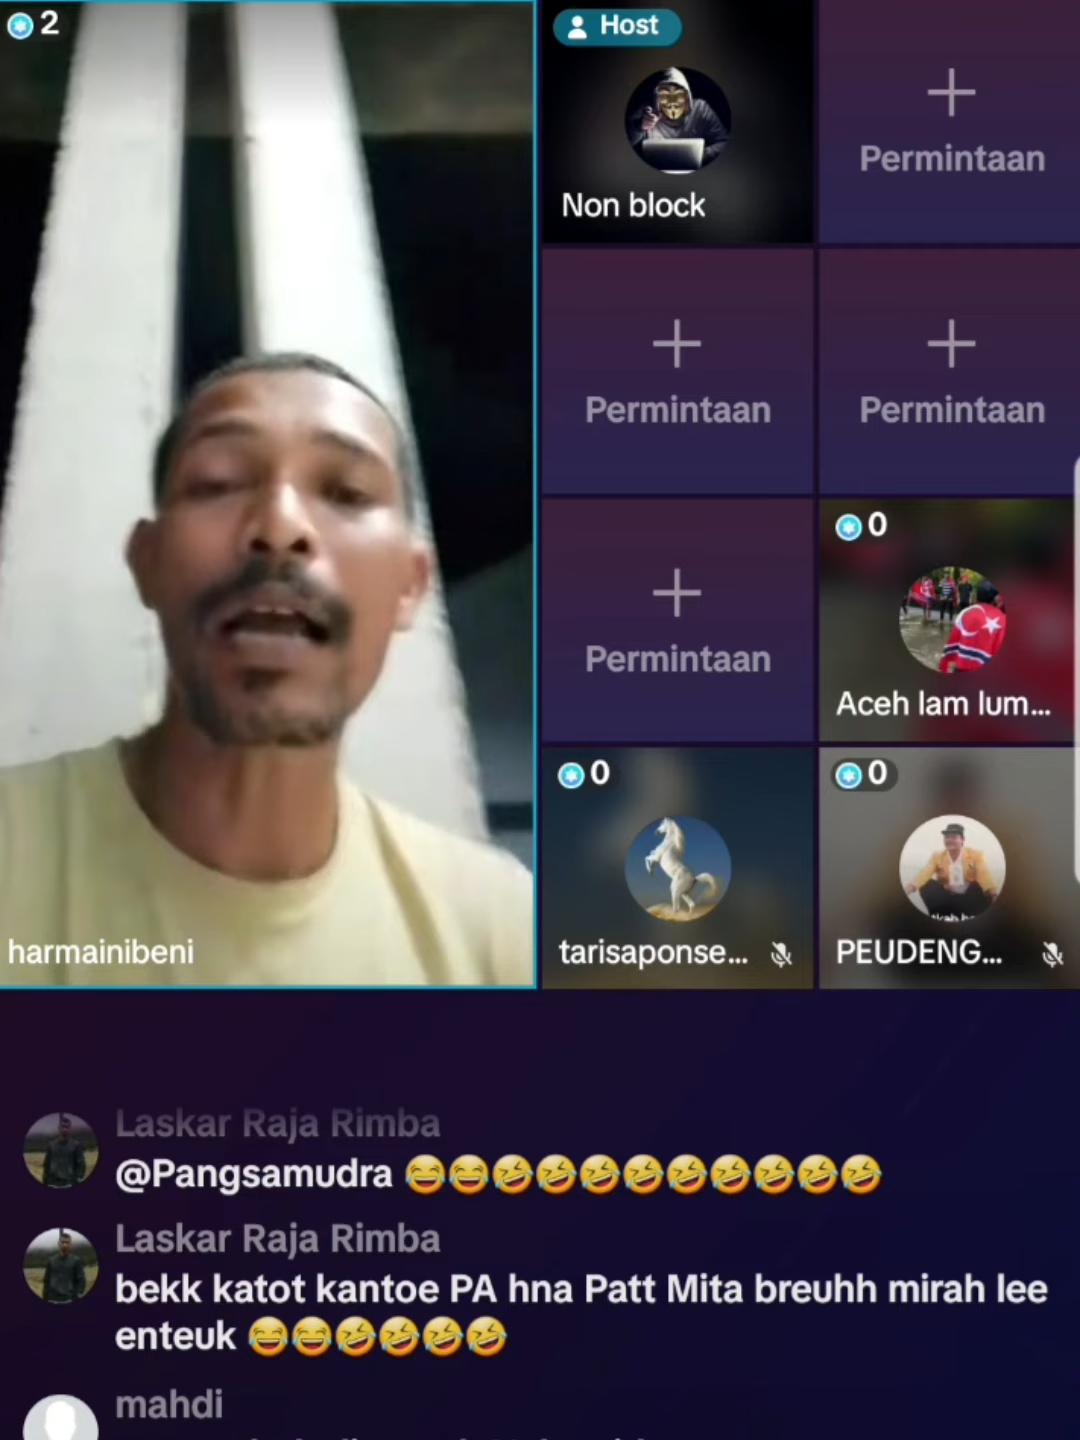 2
Host
Non block
Permintaan
Permintaan
Permintaan
Permintaan
0
Aceh lam lum...
harmainibeni
0
tarisaponse...
0
PEUDENG...
Laskar Raja Rimba
@Pangsamudra 😂😂🤣🤣🤣🤣🤣🤣🤣🤣🤣
Laskar Raja Rimba
bekk katot kantoe PA hna Patt Mita breuhh mirah lee
enteuk 😂😂🤣🤣🤣🤣
mahdi